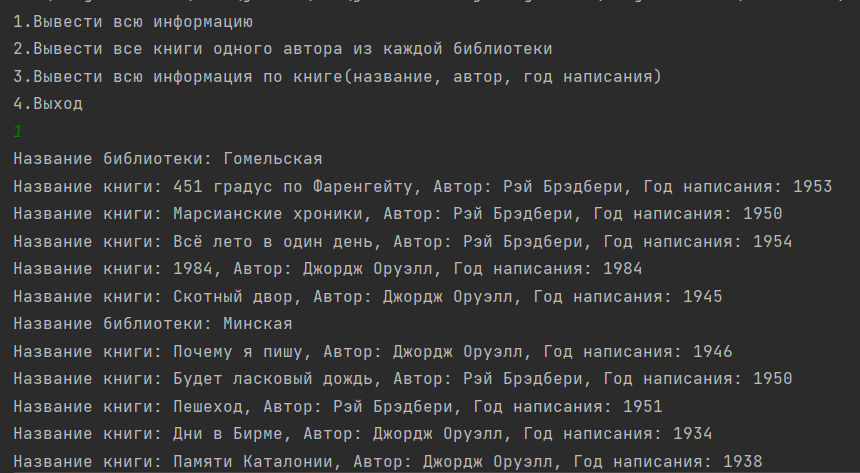 1.Вывести всю информацию
2.Вывести все книги одного автора из каждой библиотеки
3.Вывести всю информация по книге(название, автор, год написания)
4.Выход
1
Название библиотеки: Гомельская
Название книги: 451 градус по Фаренгейту, Автор: Рэй Брэдбери, Год написания: 1953
Название книги: Марсианские хроники, Автор: Рэй Брэдбери, Год написания: 1950
Название книги: Всё лето в один день, Автор: Рэй Брэдбери, Год написания: 1954
Название книги: 1984, Автор: Джордж Оруэлл, Год написания: 1984
Название книги: Скотный двор, Автор: Джордж Оруэлл, Год написания: 1945
Название библиотеки: Минская
Название книги: Почему я пишу, Автор: Джордж Оруэлл, Год написания: 1946
Название книги: Будет ласковый дождь, Автор: Рэй Брэдбери, Год написания: 1950
Название книги: Пешеход, Автор: Рэй Брэдбери, Год написания: 1951
Название книги: Дни в Бирме, Автор: Джордж Оруэлл, Год написания: 1934
Название книги: Памяти Каталонии, Автор: Джордж Оруэлл, Год написания: 1938